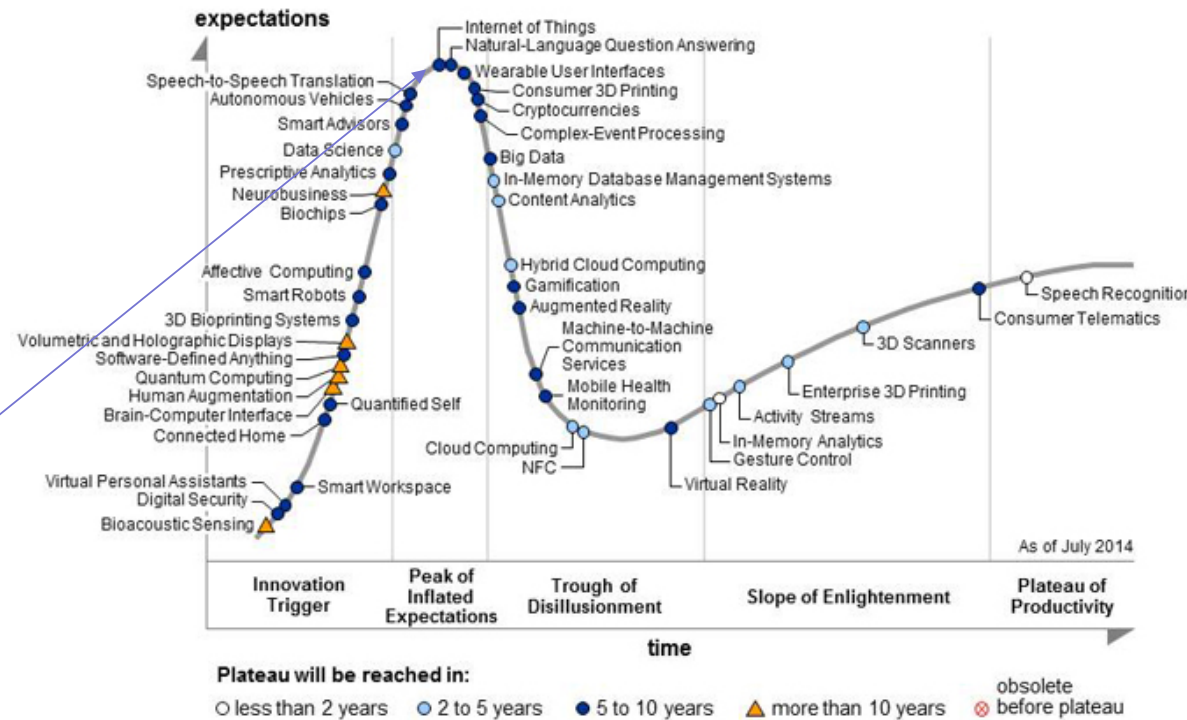 expectations
Internet of Things
Natural-Language Question Answering
Wearable User Interfaces
Consumer 3D Printing
Cryptocurrencies
Complex-Event Processing
Speech-to-Speech Translation
Autonomous Vehicles
Smart Advisors
Data Science
Prescriptive Analytics
Neurobusiness
Biochips
Big Data
In-Memory Database Management Systems
Content Analytics
Affective Computing
Smart Robots
3D Bioprinting Systems
Volumetric and Holographic Displays
Software-Defined Anything
Quantum Computing
Human Augmentation
Brain-Computer Interface
Connected Home
Quantified Self
Virtual Personal Assistants
Digital Security
Bioacoustic Sensing
Smart Workspace
Hybrid Cloud Computing
Gamification
Augmented Reality
Machine-to-Machine
Communication
Services
Mobile Health
Monitoring
Cloud Computing
NFC
Virtual Reality
Gesture Control
In-Memory Analytics
Activity Streams
Enterprise 3D Printing
3D Scanners
Consumer Telematics
Speech Recognition
As of July 2014
Innovation
Trigger
Peak of
Inflated
Expectations
Trough of
Disillusionment
Slope of Enlightenment
Plateau of
Productivity
time
Plateau will be reached in:
less than 2 years
2 to 5 years
5 to 10 years
more than 10 years
obsolete
before plateau